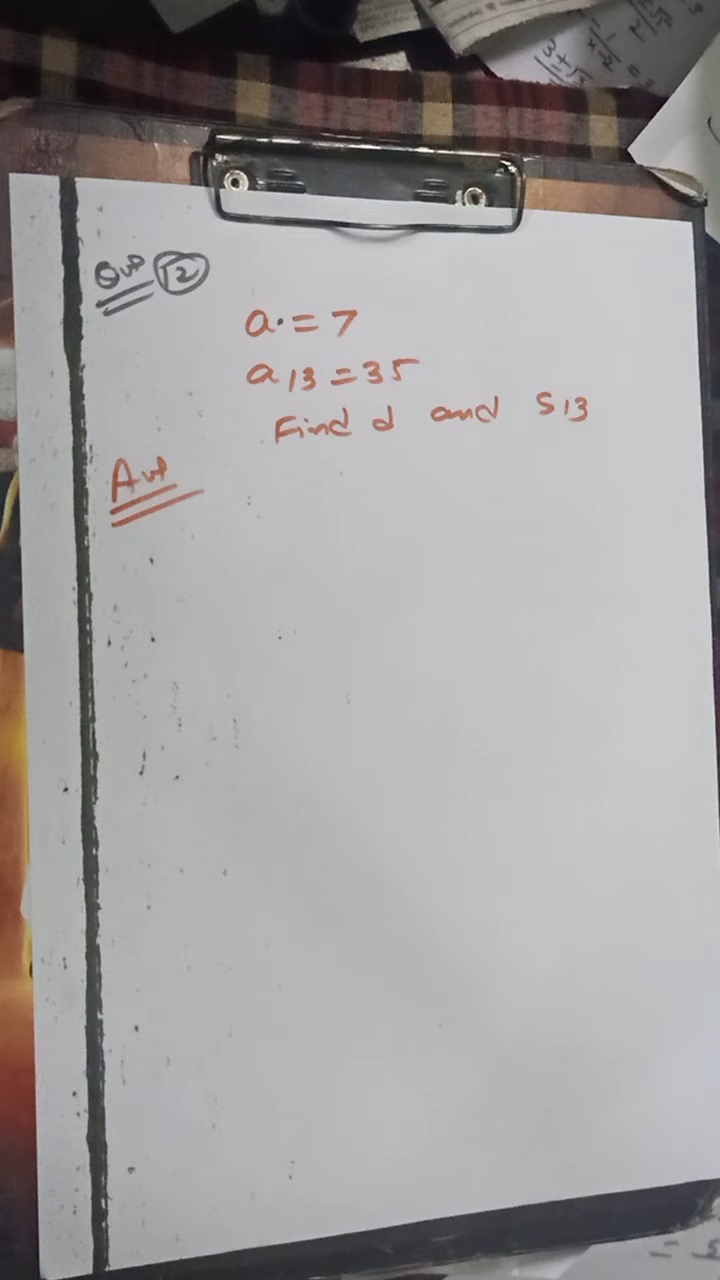 Que 12
a = 7
a13 = 35
Find d and S13
Ans